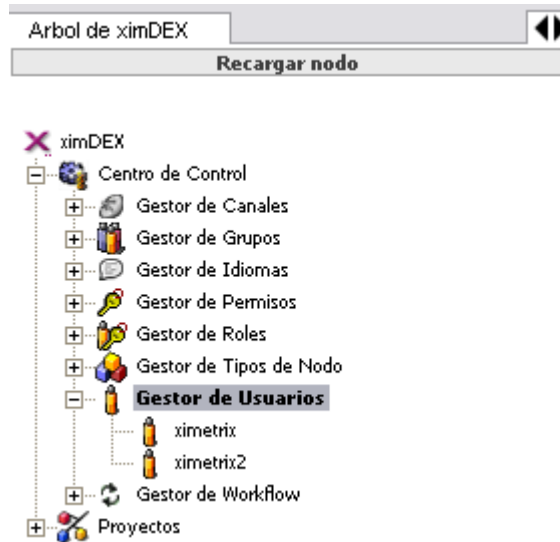 Arbol de ximDEX
Recargar nodo
ximDEX
Centro de Control
Gestor de Canales
Gestor de Grupos
Gestor de Idiomas
Gestor de Permisos
Gestor de Roles
Gestor de Tipos de Nodo
Gestor de Usuarios
ximetrix
ximetrix2
Gestor de Workflow
Proyectos